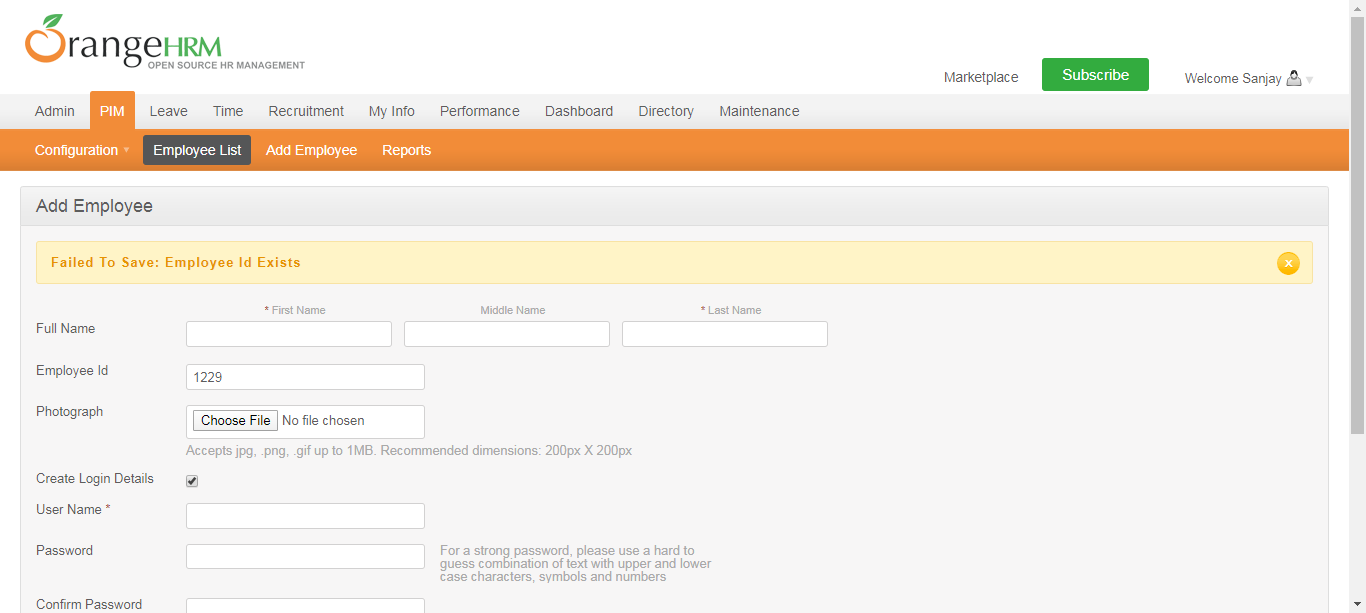 OrangeHRM
OPEN SOURCE HR MANAGEMENT
Marketplace
Subscribe
Welcome Sanjay
Admin PIM Leave Time Recruitment My Info Performance Dashboard Directory Maintenance
Configuration Employee List Add Employee Reports
Add Employee
Failed To Save: Employee Id Exists
* First Name Middle Name * Last Name
Full Name
Employee Id 1229
Photograph Choose File No file chosen
Accepts jpg, .png, .gif up to 1MB. Recommended dimensions: 200px X 200px
Create Login Details
User Name *
Password For a strong password, please use a hard to
guess combination of text with upper and lower
case characters, symbols and numbers
Confirm Password